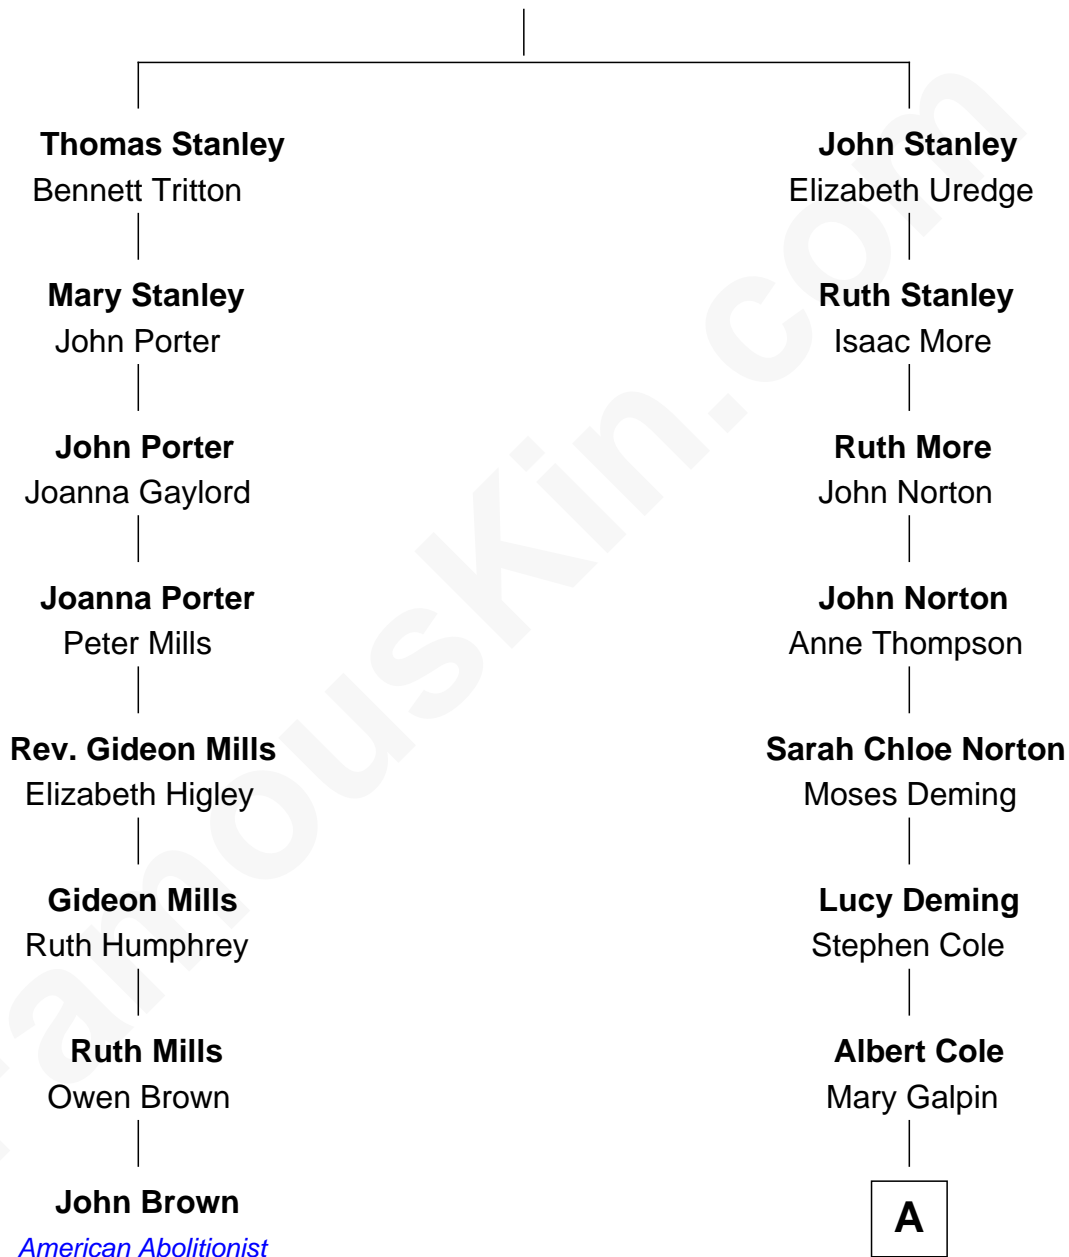 Thomas Stanley
Bennett Tritton
Mary Stanley
John Porter
John Porter
Joanna Gaylord
Joanna Porter
Peter Mills
Rev. Gideon Mills
Elizabeth Higley
Gideon Mills
Ruth Humphrey
Ruth Mills
Owen Brown
John Brown
American Abolitionist
John Stanley
Elizabeth Uredge
Ruth Stanley
Isaac More
Ruth More
John Norton
John Norton
Anne Thompson
Sarah Chloe Norton
Moses Deming
Lucy Deming
Stephen Cole
Albert Cole
Mary Galpin
A
FamousKin.com